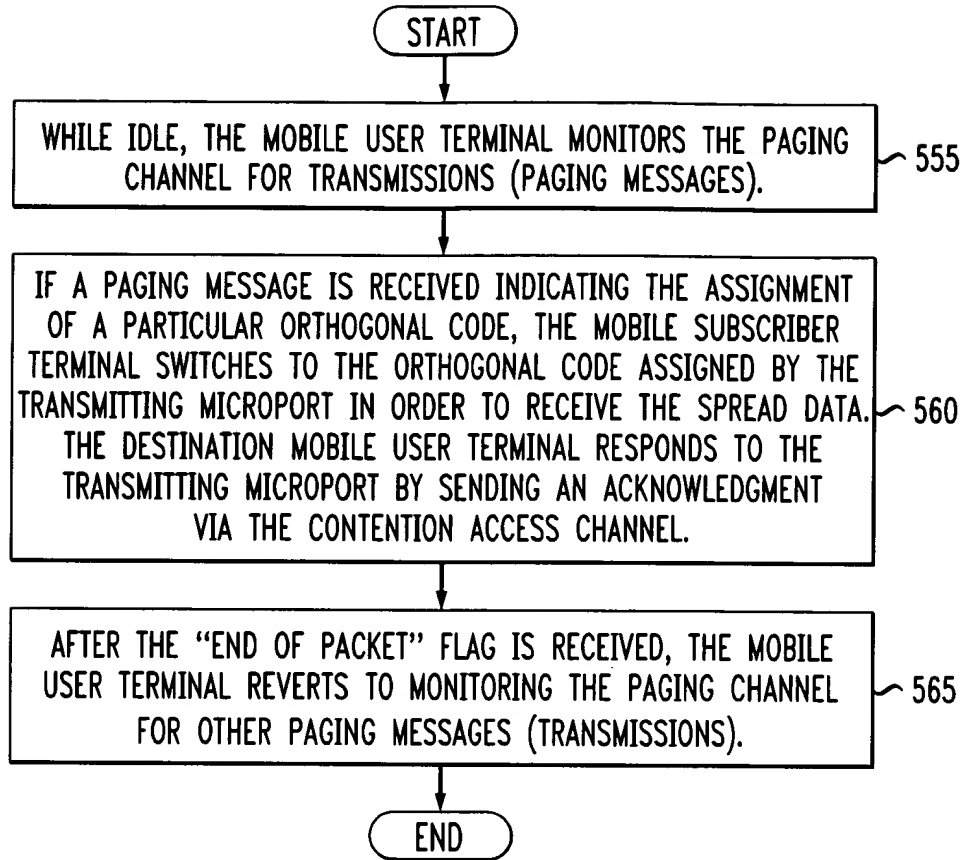 START
WHILE IDLE, THE MOBILE USER TERMINAL MONITORS THE PAGING
CHANNEL FOR TRANSMISSIONS (PAGING MESSAGES).
555
IF A PAGING MESSAGE IS RECEIVED INDICATING THE ASSIGNMENT
OF A PARTICULAR ORTHOGONAL CODE, THE MOBILE SUBSCRIBER
TERMINAL SWITCHES TO THE ORTHOGONAL CODE ASSIGNED BY THE
TRANSMITTING MICROPORT IN ORDER TO RECEIVE THE SPREAD DATA.
THE DESTINATION MOBILE USER TERMINAL RESPONDS TO THE
TRANSMITTING MICROPORT BY SENDING AN ACKNOWLEDGMENT
VIA THE CONTENTION ACCESS CHANNEL.
560
AFTER THE “END OF PACKET” FLAG IS RECEIVED, THE MOBILE
USER TERMINAL REVERTS TO MONITORING THE PAGING CHANNEL
FOR OTHER PAGING MESSAGES (TRANSMISSIONS).
565
END